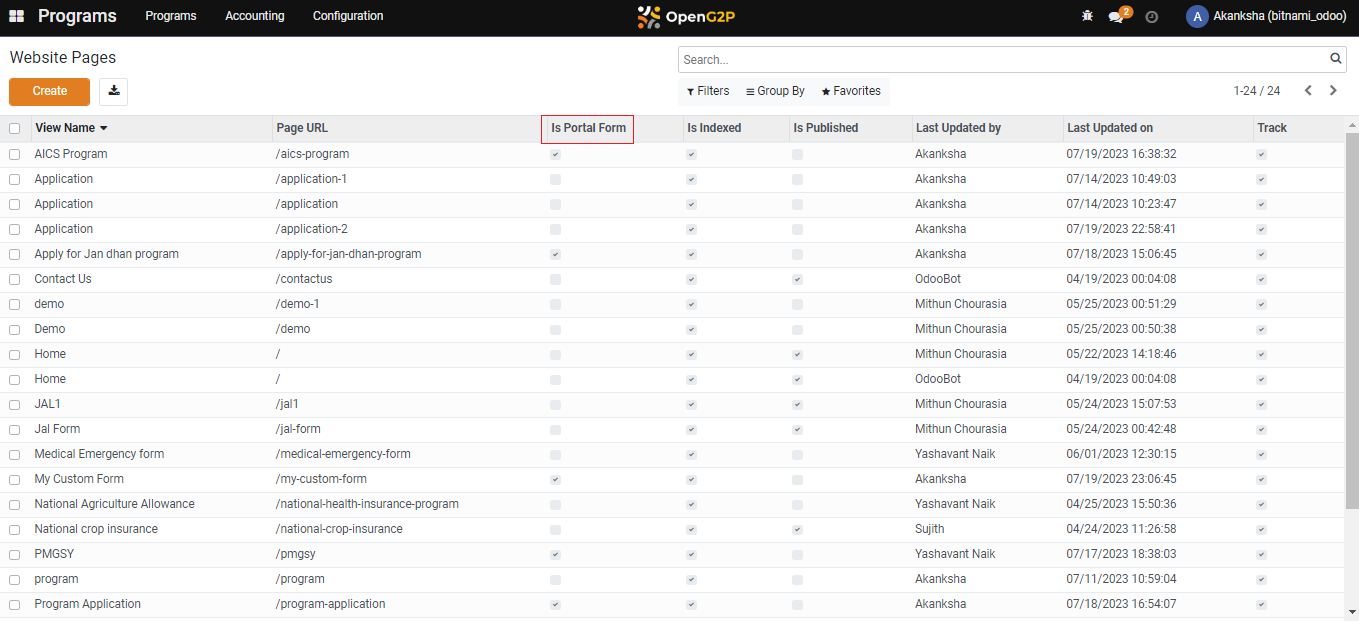 Programs Programs Accounting Configuration OpenG2P 2 A Akanksha (bitnami_odoo)
Website Pages Search...
Create Filters Group By Favorites 1-24 / 24
View Name Page URL Is Portal Form Is Indexed Is Published Last Updated by Last Updated on Track
AICS Program /aics-program Akanksha 07/19/2023 16:38:32
Application /application-1 Akanksha 07/14/2023 10:49:03
Application /application Akanksha 07/14/2023 10:23:47
Application /application-2 Akanksha 07/19/2023 22:58:41
Apply for Jan dhan program /apply-for-jan-dhan-program Akanksha 07/18/2023 15:06:45
Contact Us /contactus OdooBot 04/19/2023 00:04:08
demo /demo-1 Mithun Chourasia 05/25/2023 00:51:29
Demo /demo Mithun Chourasia 05/25/2023 00:50:38
Home / Mithun Chourasia 05/22/2023 14:18:46
Home / OdooBot 04/19/2023 00:04:08
JAL1 /jal1 Mithun Chourasia 05/24/2023 15:07:53
Jal Form /jal-form Mithun Chourasia 05/24/2023 00:42:48
Medical Emergency form /medical-emergency-form Yashavant Naik 06/01/2023 12:30:15
My Custom Form /my-custom-form Akanksha 07/19/2023 23:06:45
National Agriculture Allowance /national-health-insurance-program Yashavant Naik 04/25/2023 15:50:36
National crop insurance /national-crop-insurance Sujith 04/24/2023 11:26:58
PMGSY /pmgsy Yashavant Naik 07/17/2023 18:38:03
program /program Akanksha 07/11/2023 10:59:04
Program Application /program-application Akanksha 07/18/2023 16:54:07